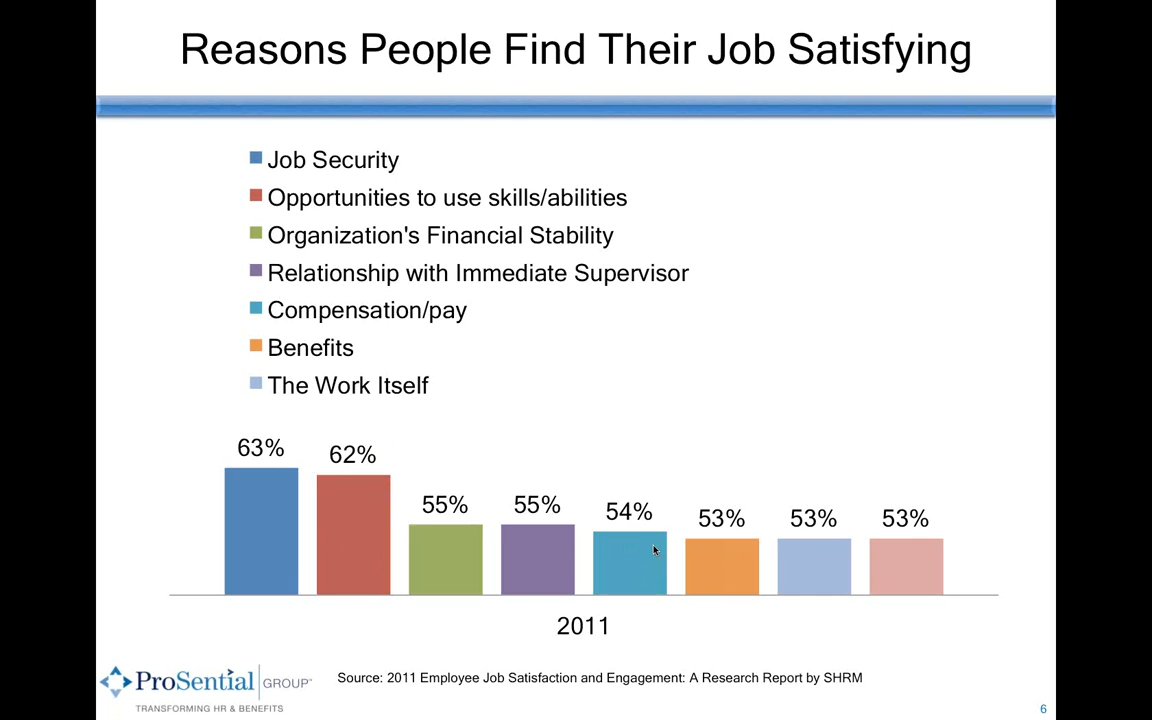 Reasons People Find Their Job Satisfying
Job Security
Opportunities to use skills/abilities
Organization's Financial Stability
Relationship with Immediate Supervisor
Compensation/pay
Benefits
The Work Itself
63%
62%
55%
55%
54%
53%
53%
53%
2011
ProSential GROUP™
TRANSFORMING HR & BENEFITS
Source: 2011 Employee Job Satisfaction and Engagement: A Research Report by SHRM
6